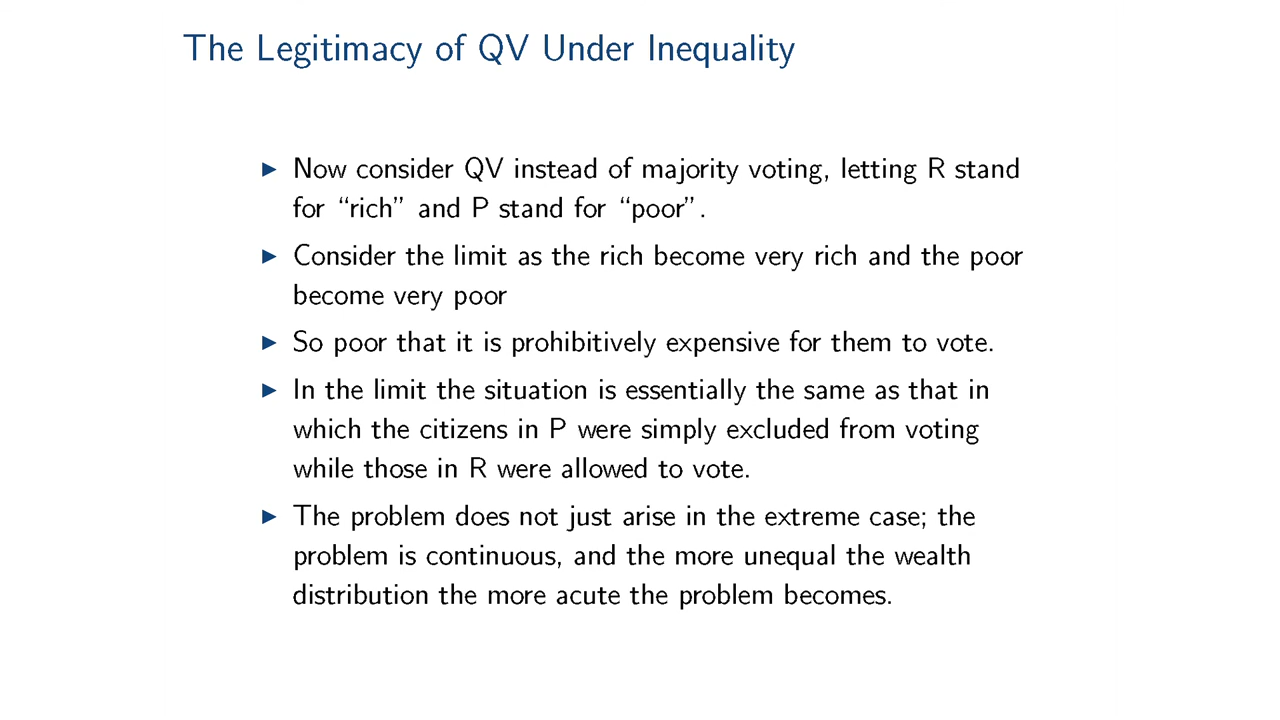 The Legitimacy of QV Under Inequality
▶ Now consider QV instead of majority voting, letting R stand
for “rich” and P stand for “poor”.
▶ Consider the limit as the rich become very rich and the poor
become very poor
▶ So poor that it is prohibitively expensive for them to vote.
▶ In the limit the situation is essentially the same as that in
which the citizens in P were simply excluded from voting
while those in R were allowed to vote.
▶ The problem does not just arise in the extreme case; the
problem is continuous, and the more unequal the wealth
distribution the more acute the problem becomes.